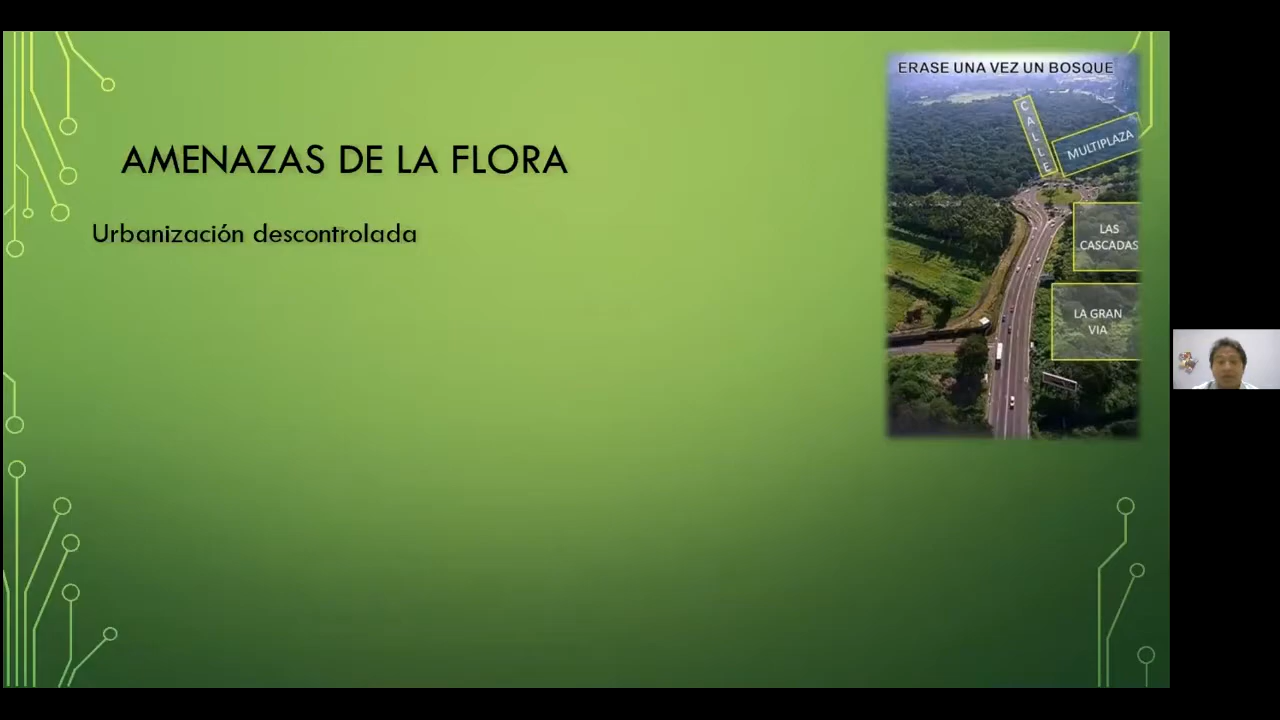 ERASE UNA VEZ UN BOSQUE
CALLE
MULTIPLAZA
AMENAZAS DE LA FLORA
Urbanización descontrolada
LAS
CASCADAS
LA GRAN
VIA